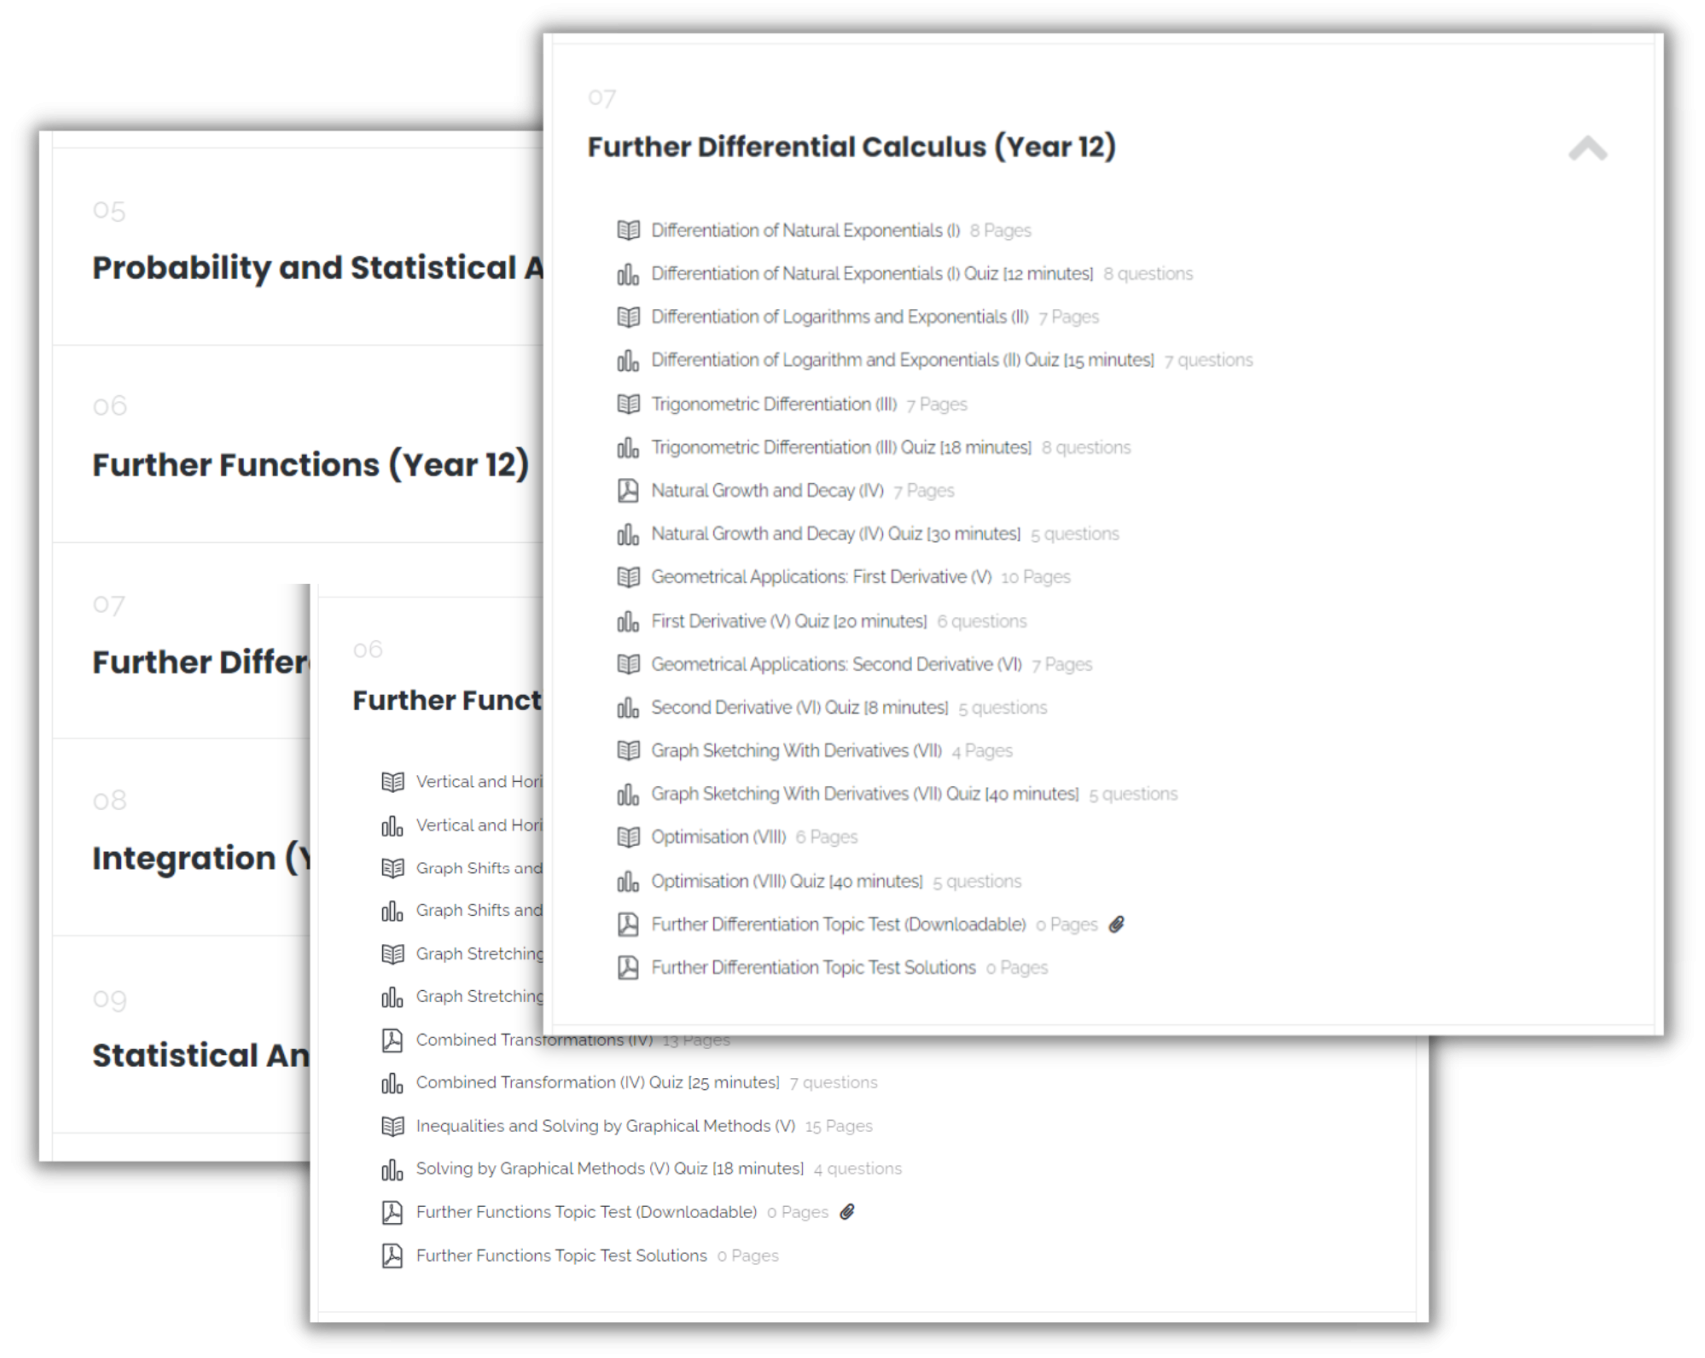 05
Probability and Statistical
06
Further Functions (Year 12)
07
Further
08
Integration
09
Statistical
06
Further
Vertical and
Vertical and
Graph Shifts and
Graph Shifts and
Graph Stretching
Graph Stretching
Combined Transformations (IV) 13 Pages
Combined Transformation (IV) Quiz [25 minutes] 7 questions
Inequalities and Solving by Graphical Methods (V) 15 Pages
Solving by Graphical Methods (V) Quiz [18 minutes] 4 questions
Further Functions Topic Test (Downloadable) 0 Pages
Further Functions Topic Test Solutions 0 Pages
07
Further Differential Calculus (Year 12)
Differentiation of Natural Exponentials (I) 8 Pages
Differentiation of Natural Exponentials (I) Quiz [12 minutes] 8 questions
Differentiation of Logarithms and Exponentials (II) 7 Pages
Differentiation of Logarithm and Exponentials (II) Quiz [15 minutes] 7 questions
Trigonometric Differentiation (III) 7 Pages
Trigonometric Differentiation (III) Quiz [18 minutes] 8 questions
Natural Growth and Decay (IV) 7 Pages
Natural Growth and Decay (IV) Quiz [30 minutes] 5 questions
Geometrical Applications: First Derivative (V) 10 Pages
First Derivative (V) Quiz [20 minutes] 6 questions
Geometrical Applications: Second Derivative (VI) 7 Pages
Second Derivative (VI) Quiz [8 minutes] 5 questions
Graph Sketching With Derivatives (VII) 4 Pages
Graph Sketching With Derivatives (VII) Quiz [40 minutes] 5 questions
Optimisation (VIII) 6 Pages
Optimisation (VIII) Quiz [40 minutes] 5 questions
Further Differentiation Topic Test (Downloadable) 0 Pages
Further Differentiation Topic Test Solutions 0 Pages